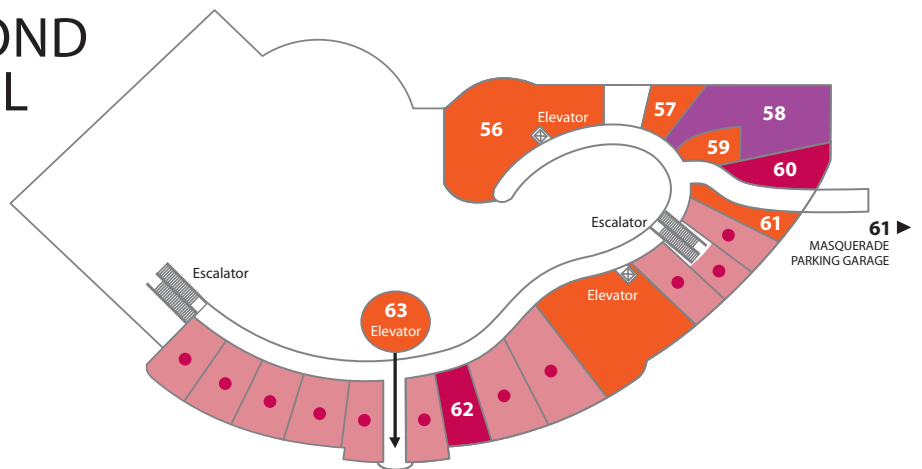 OND
L
56
Elevator
57
58
59
60
Escalator
61
61
MASQUERADE
PARKING GARAGE
Escalator
Elevator
63
Elevator
62